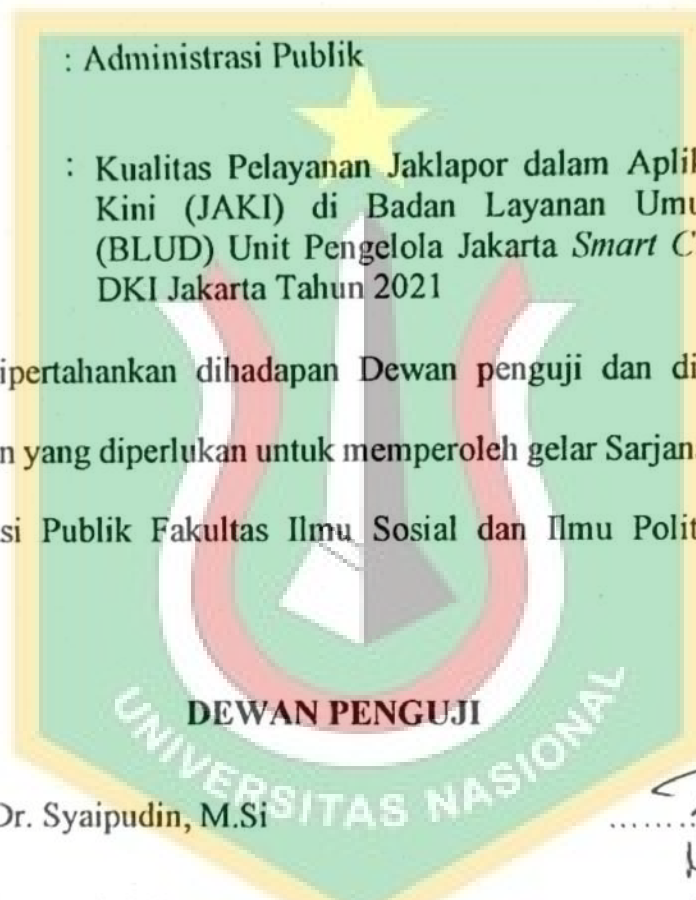 : Administrasi Publik
: Kualitas Pelayanan Jaklapor dalam Aplik
Kini (JAKI) di Badan Layanan Umu
(BLUD) Unit Pengelola Jakarta Smart C
DKI Jakarta Tahun 2021
ipertahankan dihadapan Dewan penguji dan di
n yang diperlukan untuk memperoleh gelar Sarjan
si Publik Fakultas Ilmu Sosial dan Ilmu Polit
DEWAN PENGUJI
UNIVERSITAS NASIONAL
Dr. Syaipudin, M.Si ........